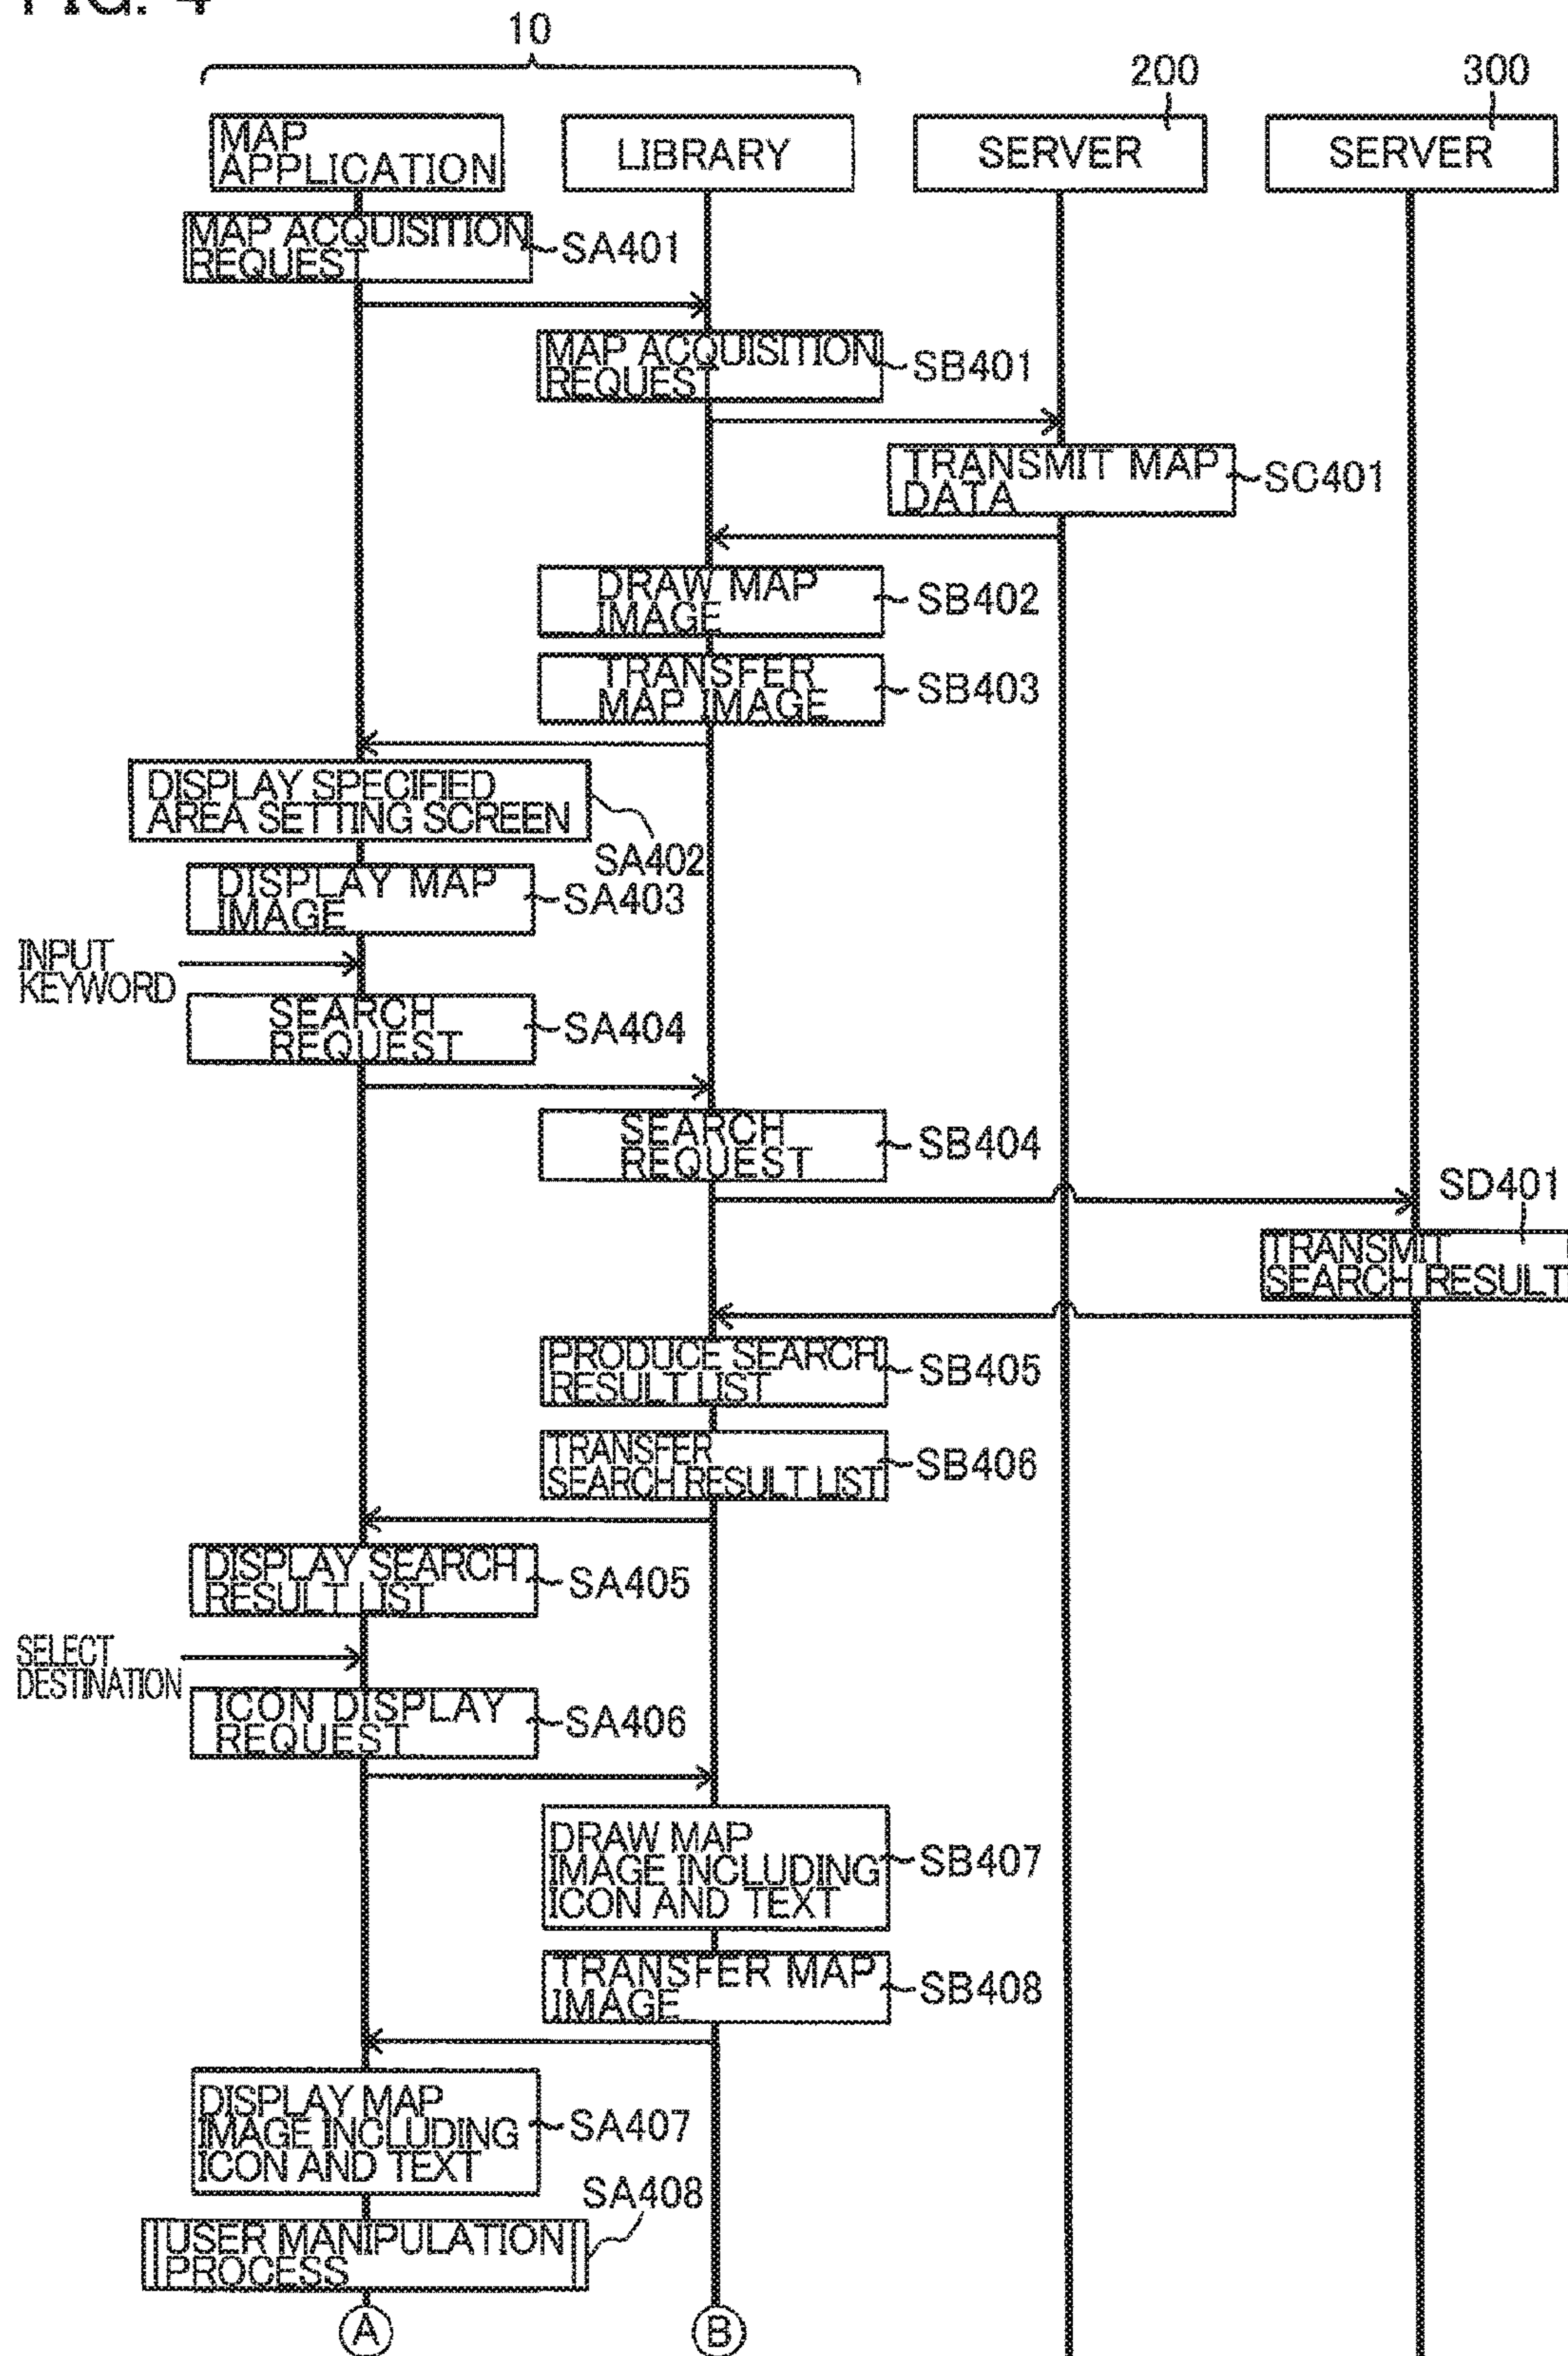 FIG. 4
10
200
300
MAP
APPLICATION
LIBRARY
SERVER
SERVER
MAP ACQUISITION
REQUEST
SA401
MAP ACQUISITION
REQUEST
SB401
TRANSMIT MAP
DATA
SC401
DRAW MAP
IMAGE
SB402
TRANSFER
MAP IMAGE
SB403
DISPLAY SPECIFIED
AREA SETTING SCREEN
SA402
DISPLAY MAP
IMAGE
SA403
INPUT
KEYWORD
SEARCH
REQUEST
SA404
SEARCH
REQUEST
SB404
SD401
TRANSMIT
SEARCH RESULT
PRODUCE SEARCH
RESULT LIST
SB405
TRANSFER
SEARCH RESULT LIST
SB406
DISPLAY SEARCH
RESULT LIST
SA405
SELECT
DESTINATION
ICON DISPLAY
REQUEST
SA406
DRAW MAP
IMAGE INCLUDING
ICON AND TEXT
SB407
TRANSFER MAP
IMAGE
SB408
DISPLAY MAP
IMAGE INCLUDING
ICON AND TEXT
SA407
SA408
USER MANIPULATION
PROCESS
A
B